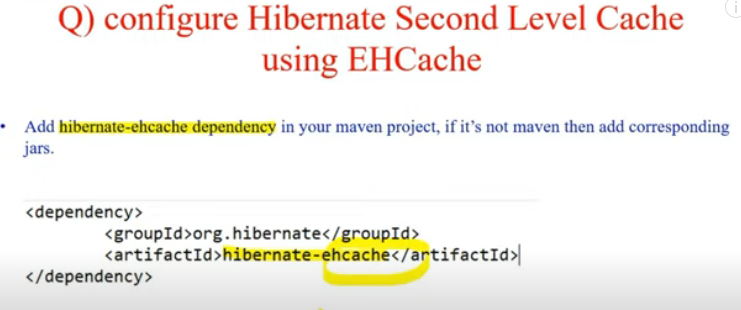 Q) configure Hibernate Second Level Cache
using EHCache
• Add hibernate-ehcache dependency in your maven project, if it's not maven then add corresponding
jars.
<dependency>
<groupId>org.hibernate</groupId>
<artifactId>hibernate-ehcache</artifactId>
</dependency>